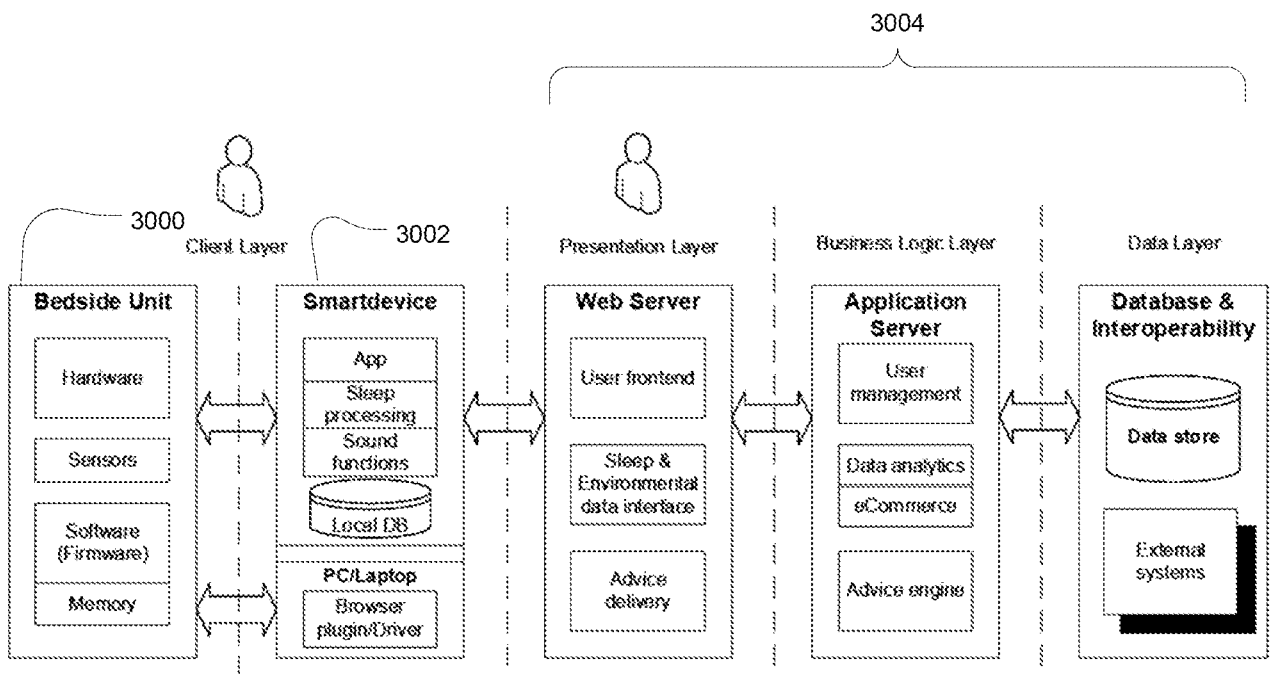 3004
3000
Client Layer
3002
Presentation Layer
Business Logic Layer
Data Layer
Bedside Unit
Hardware
Sensors
Software
(Firmware)
Memory
Smartdevice
App
Sleep
processing
Sound
functions
Local DB
PC/Laptop
Browser
plugin/Driver
Web Server
User frontend
Sleep &
Environmental
data interface
Advice
delivery
Application
Server
User
management
Data analytics
eCommerce
Advice engine
Database &
Interoperability
Data store
External
systems